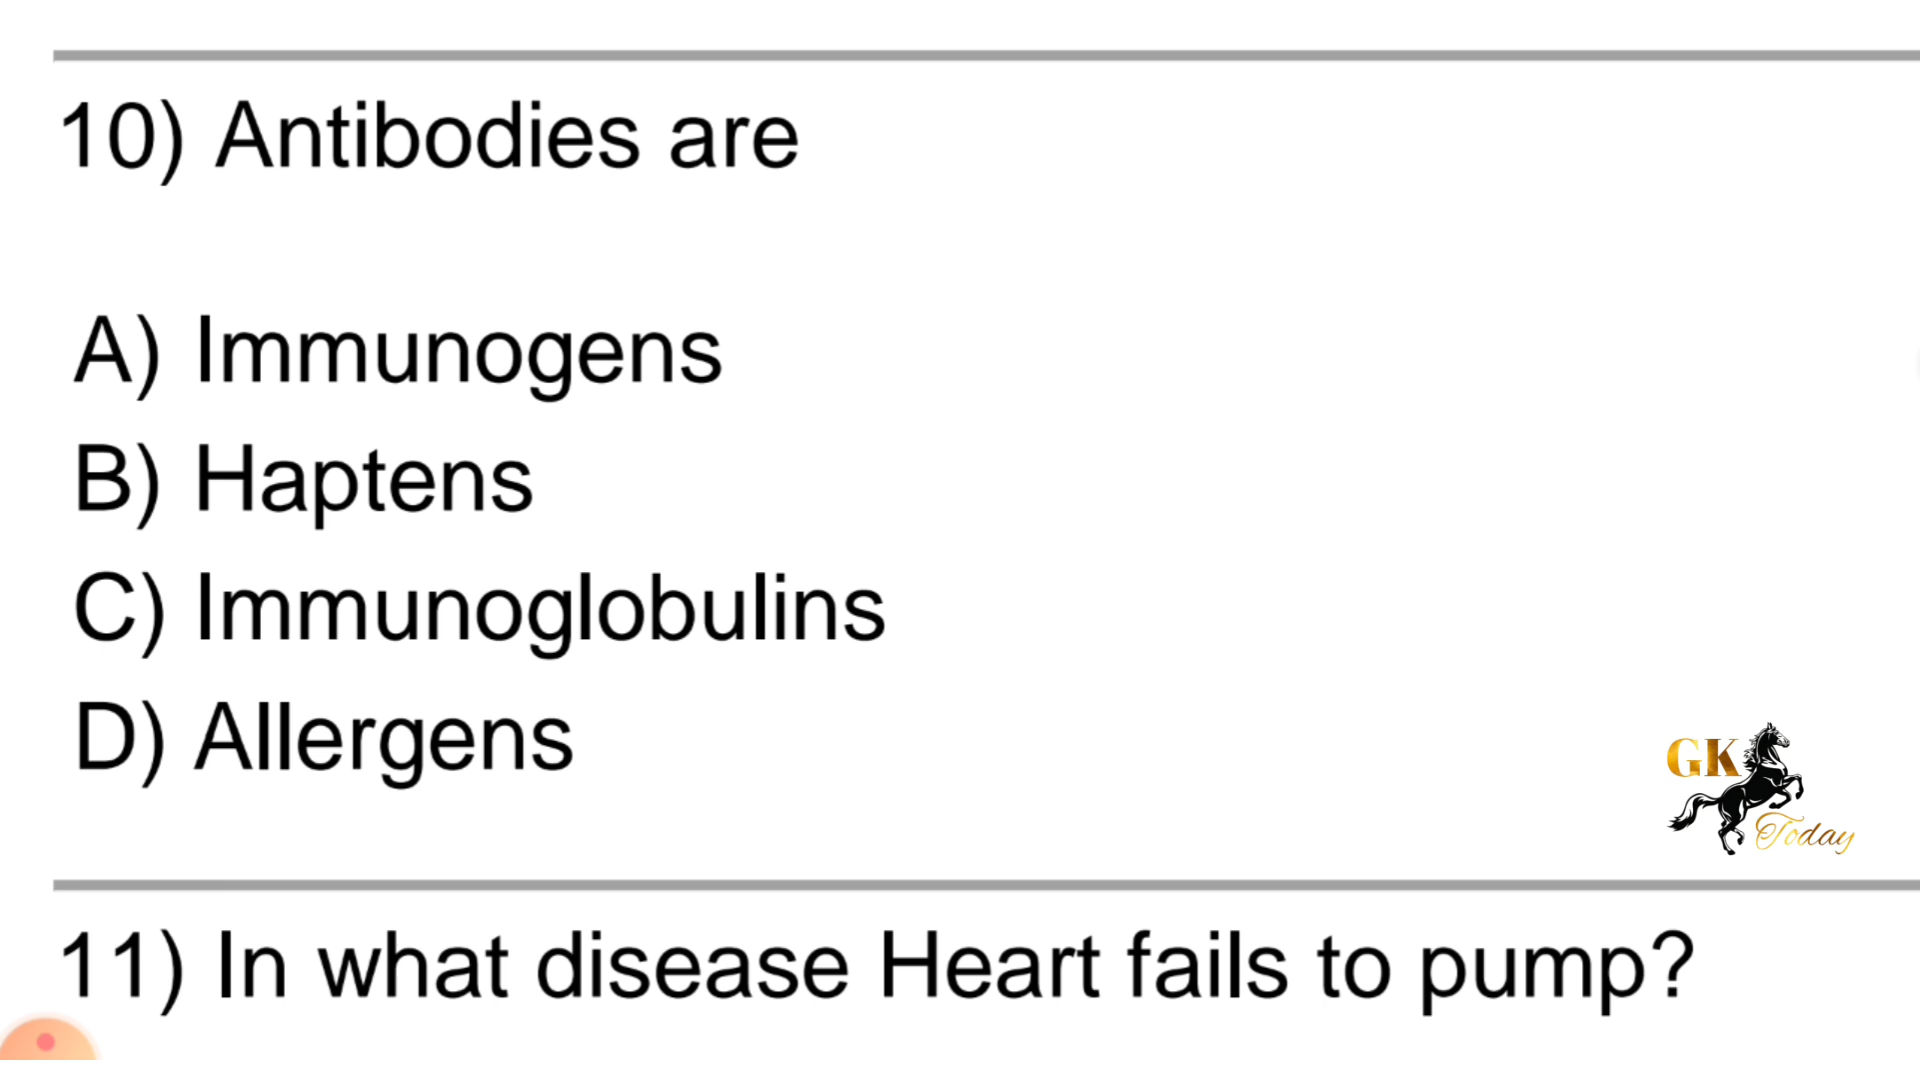 10) Antibodies are
A) Immunogens
B) Haptens
C) Immunoglobulins
D) Allergens
GK
Today
11) In what disease Heart fails to pump?